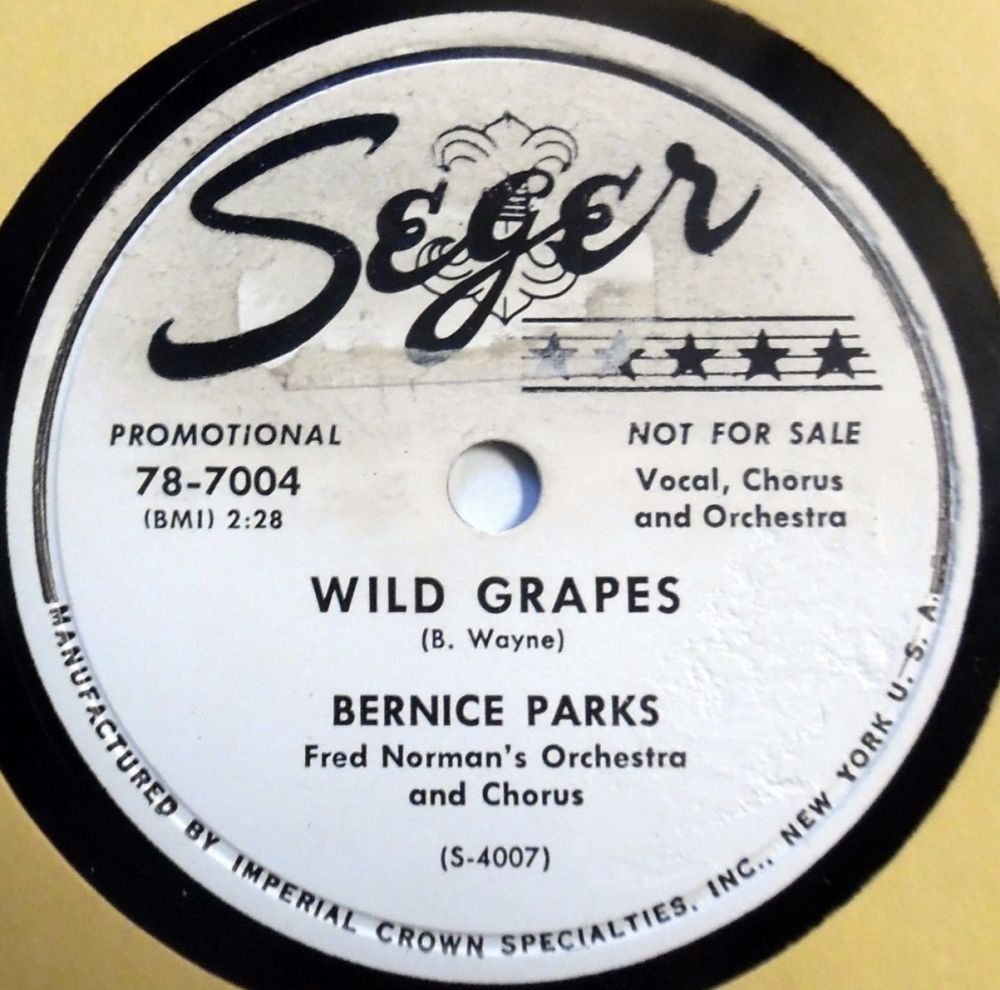 Seger
PROMOTIONAL
78-7004
(BMI) 2:28
NOT FOR SALE
Vocal, Chorus
and Orchestra
WILD GRAPES
(B. Wayne)
BERNICE PARKS
Fred Norman's Orchestra
and Chorus
(S-4007)
MANUFACTURED BY IMPERIAL CROWN SPECIALTIES, INC., NEW YORK U. S. A.